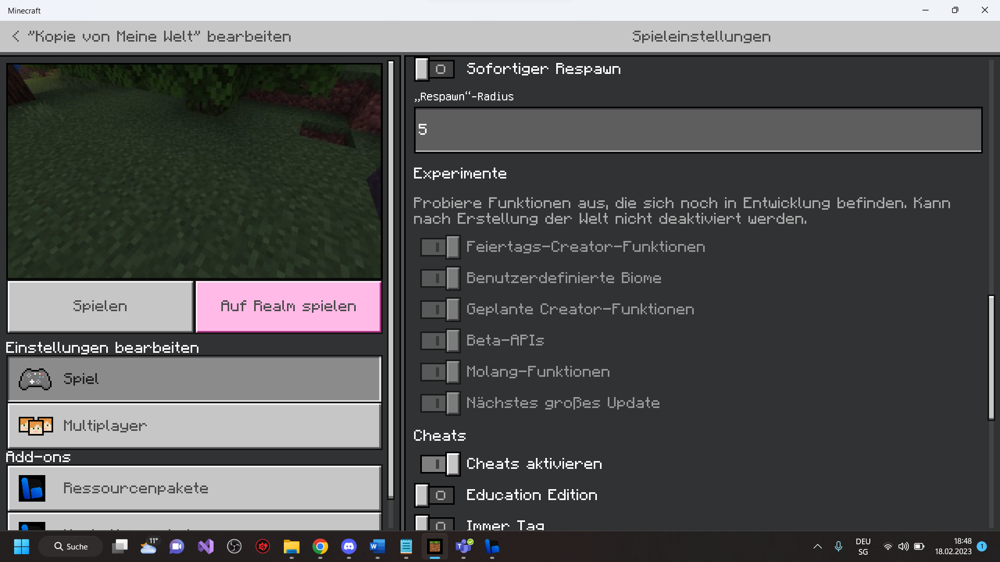 Minecraft
"Kopie von Meine Welt" bearbeiten
Spieleinstellungen
Spielen
Auf Realm spielen
Einstellungen bearbeiten
Spiel
Multiplayer
Add-ons
Ressourcenpakete
Sofortiger Respawn
„Respawn“-Radius
5
Experimente
Probiere Funktionen aus, die sich noch in Entwicklung befinden. Kann
nach Erstellung der Welt nicht deaktiviert werden.
Feiertags-Creator-Funktionen
Benutzerdefinierte Biome
Geplante Creator-Funktionen
Beta-APIs
Molang-Funktionen
Nächstes großes Update
Cheats
Cheats aktivieren
Education Edition
Immer Tag
Suche
11°
DEU
SG
18:48
18.02.2023
1